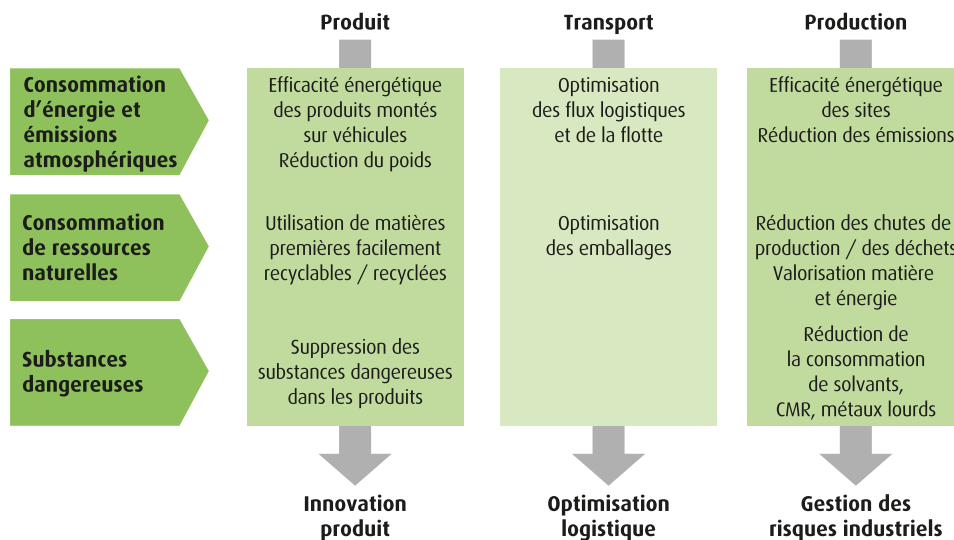 Produit
Transport
Production
Consommation
d'énergie et
émissions
atmosphériques
Efficacité énergétique
des produits montés
sur véhicules
Réduction du poids
Optimisation
des flux logistiques
et de la flotte
Efficacité énergétique
des sites
Réduction des émissions
Consommation
de ressources
naturelles
Utilisation de matières
premières facilement
recyclables / recyclées
Optimisation
des emballages
Réduction des chutes de
production / des déchets
Valorisation matière
et énergie
Substances
dangereuses
Suppression des
substances dangereuses
dans les produits
Réduction de
la consommation
de solvants,
CMR, métaux lourds
Innovation
produit
Optimisation
logistique
Gestion des
risques industriels